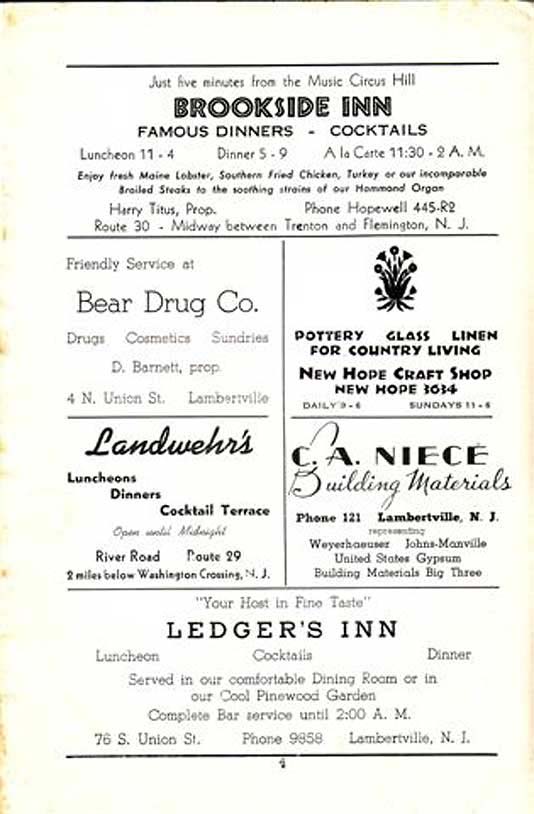 Just five minutes from the Music Circus Hill
BROOKSIDE INN
FAMOUS DINNERS - COCKTAILS
Luncheon 11 - 4 Dinner 5 - 9 A la Carte 11:30 - 2 A. M.
Enjoy fresh Maine Lobster, Southern Fried Chicken, Turkey or our incomparable
Broiled Steaks to the soothing strains of our Hammond Organ
Harry Titus, Prop. Phone Hopewell 445-R2
Route 30 - Midway between Trenton and Flemington, N. J.
Friendly Service at
Bear Drug Co.
Drugs Cosmetics Sundries
D. Barnett, prop.
4 N. Union St. Lambertville
POTTERY GLASS LINEN
FOR COUNTRY LIVING
NEW HOPE CRAFT SHOP
NEW HOPE 3634
DAILY 9 - 6 SUNDAYS 11 - 6
Landwehr's
Luncheons
Dinners
Cocktail Terrace
Open until Midnight
River Road Route 29
2 miles below Washington Crossing, N. J.
C. A. NIECE
Building Materials
Phone 121 Lambertville, N. J.
representing
Weyerhaeuser Johns-Manville
United States Gypsum
Building Materials Big Three
"Your Host in Fine Taste"
LEDGER'S INN
Luncheon Cocktails Dinner
Served in our comfortable Dining Room or in
our Cool Pinewood Garden
Complete Bar service until 2:00 A. M.
76 S. Union St. Phone 9858 Lambertville, N. J.
4